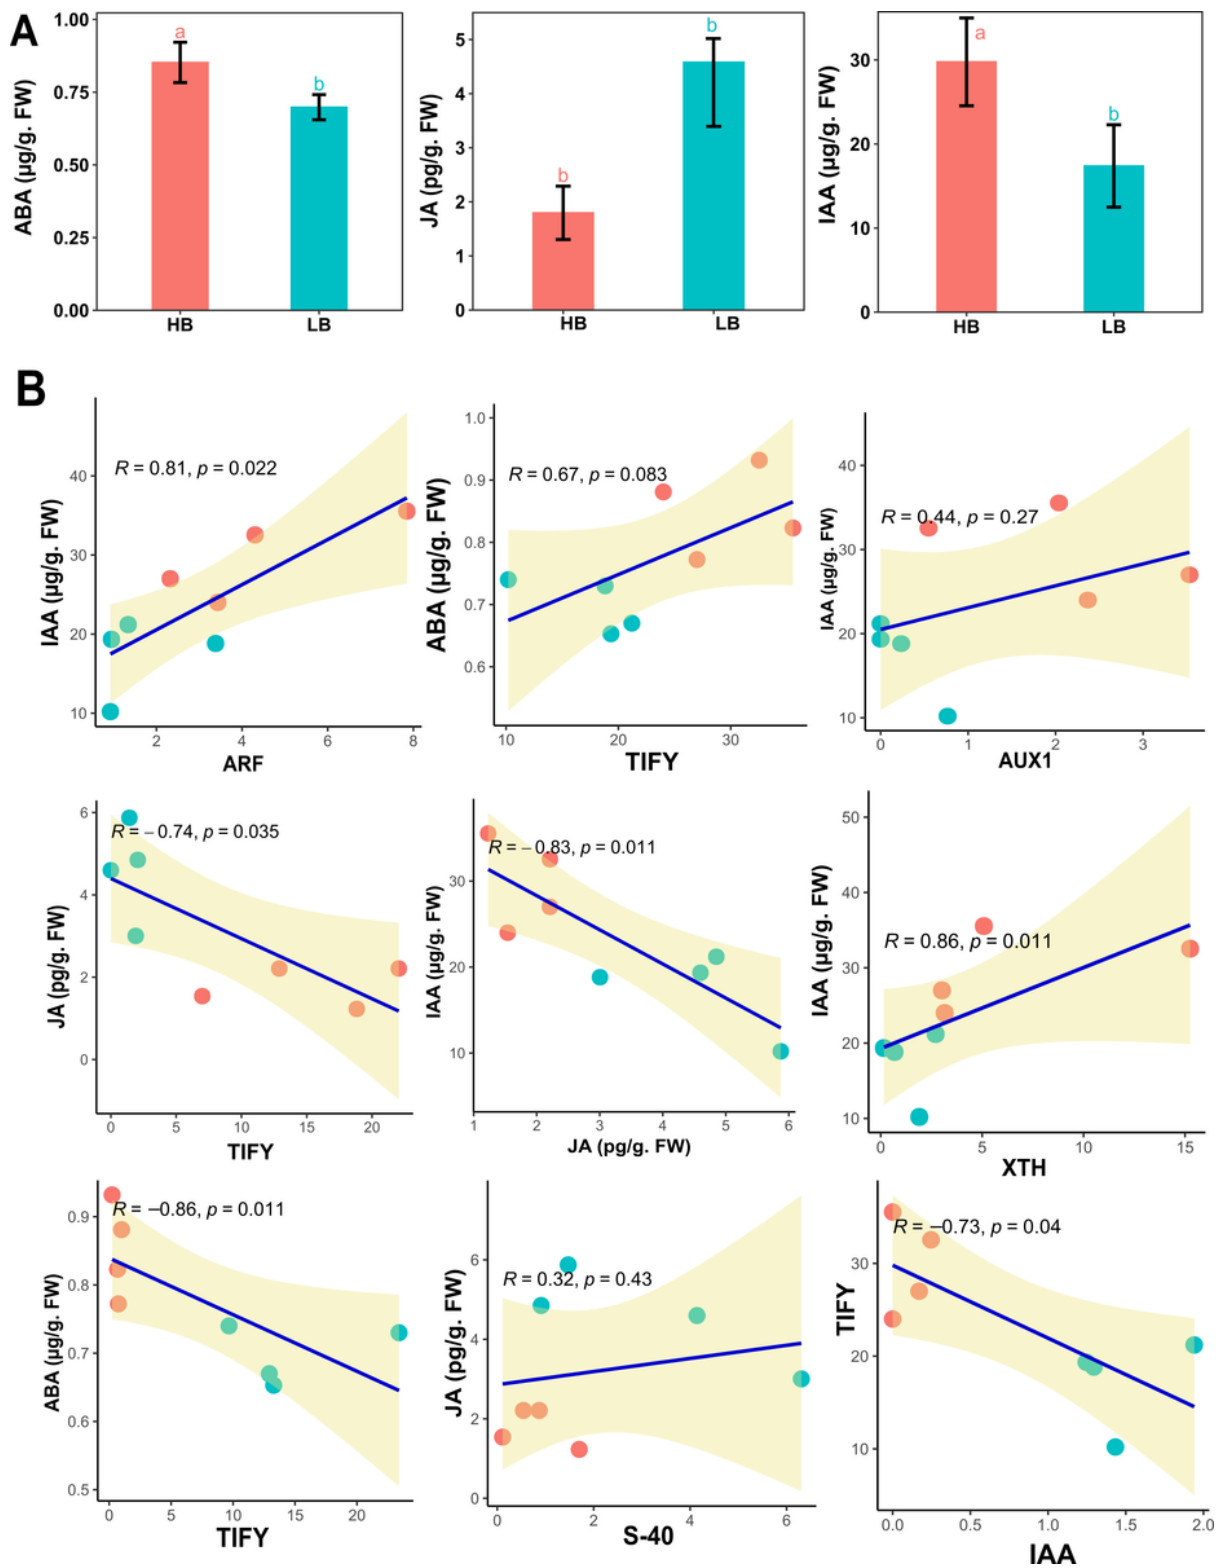 A
ABA (µg/g. FW)
1.00
0.75
0.50
0.25
0.00
a
b
HB
LB
JA (pg/g. FW)
5
4
3
2
1
0
b
b
HB
LB
IAA (µg/g. FW)
30
20
10
0
a
b
HB
LB
B
IAA (µg/g. FW)
40
30
20
10
R = 0.81, p = 0.022
2
4
6
8
ARF
ABA (µg/g. FW)
1.0
0.9
0.8
0.7
0.6
R = 0.67, p = 0.083
10
20
30
TIFY
IAA (µg/g. FW)
40
30
20
10
R = 0.44, p = 0.27
0
1
2
3
AUX1
JA (pg/g. FW)
6
4
2
0
R = −0.74, p = 0.035
0
5
10
15
20
TIFY
IAA (µg/g. FW)
30
20
10
R = −0.83, p = 0.011
1
2
3
4
5
6
JA (pg/g. FW)
IAA (µg/g. FW)
50
40
30
20
10
R = 0.86, p = 0.011
0
5
10
15
XTH
ABA (µg/g. FW)
0.9
0.8
0.7
0.6
0.5
R = −0.86, p = 0.011
0
5
10
15
20
TIFY
JA (pg/g. FW)
6
4
2
0
R = 0.32, p = 0.43
0
2
4
6
S-40
TIFY
30
20
10
R = −0.73, p = 0.04
0.0
0.5
1.0
1.5
2.0
IAA